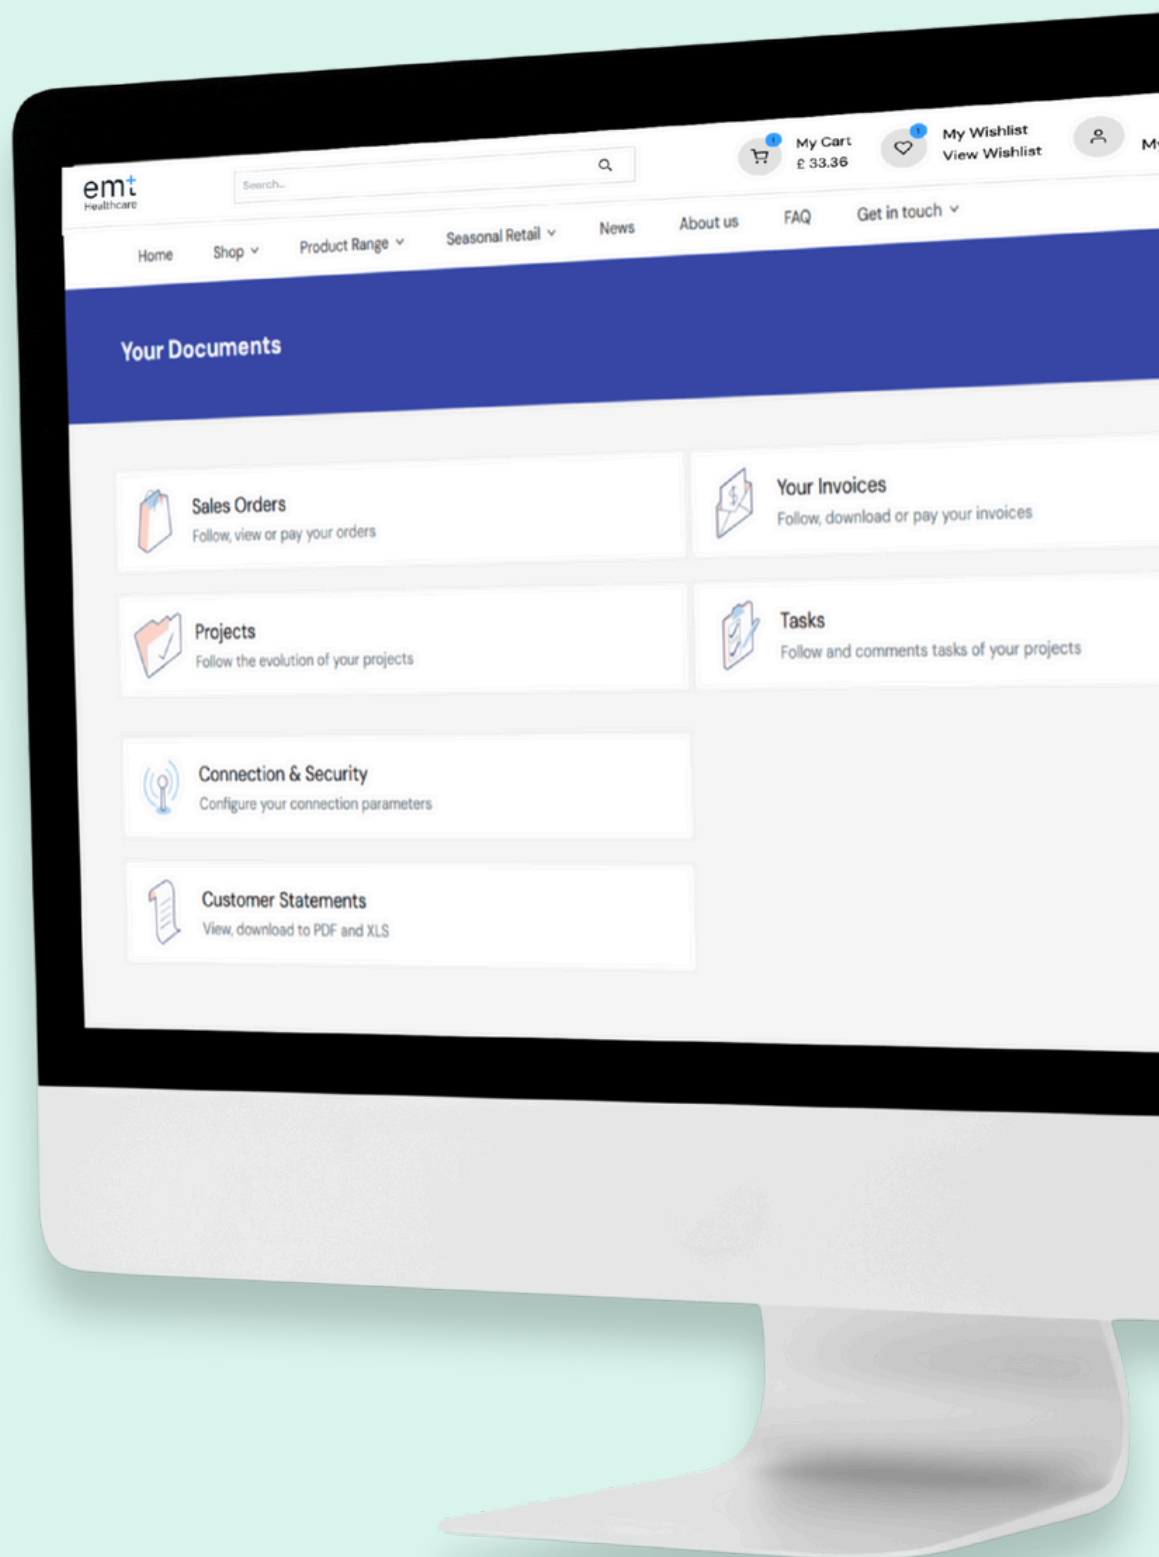 emt
Healthcare
Search...
1
My Cart
£ 33.36
1
My Wishlist
View Wishlist
Home
Shop
Product Range
Seasonal Retail
News
About us
FAQ
Get in touch
Your Documents
Sales Orders
Follow, view or pay your orders
$
Your Invoices
Follow, download or pay your invoices
Projects
Follow the evolution of your projects
Tasks
Follow and comments tasks of your projects
Connection & Security
Configure your connection parameters
Customer Statements
View, download to PDF and XLS